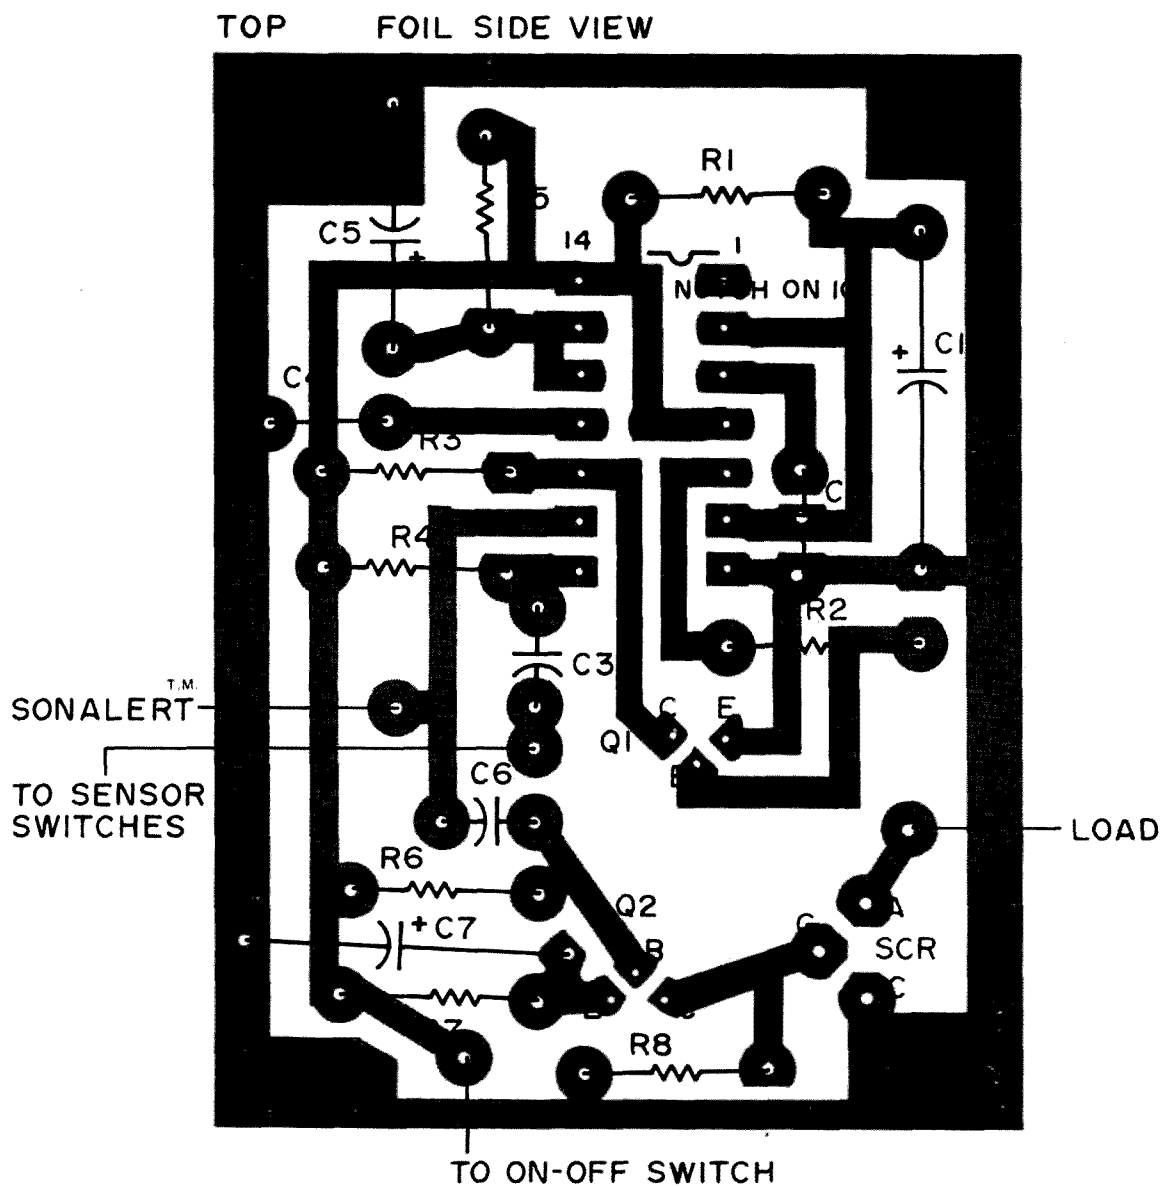 TOP FOIL SIDE VIEW
R1
C5
+
5
14
1
ON
+
C1
R3
R4
C
R2
T.M.
SONALERT
C3
C
E
Q1
TO SENSOR
SWITCHES
C6
LOAD
R6
Q2
+
C7
B
A
SCR
C
R8
TO ON-OFF SWITCH